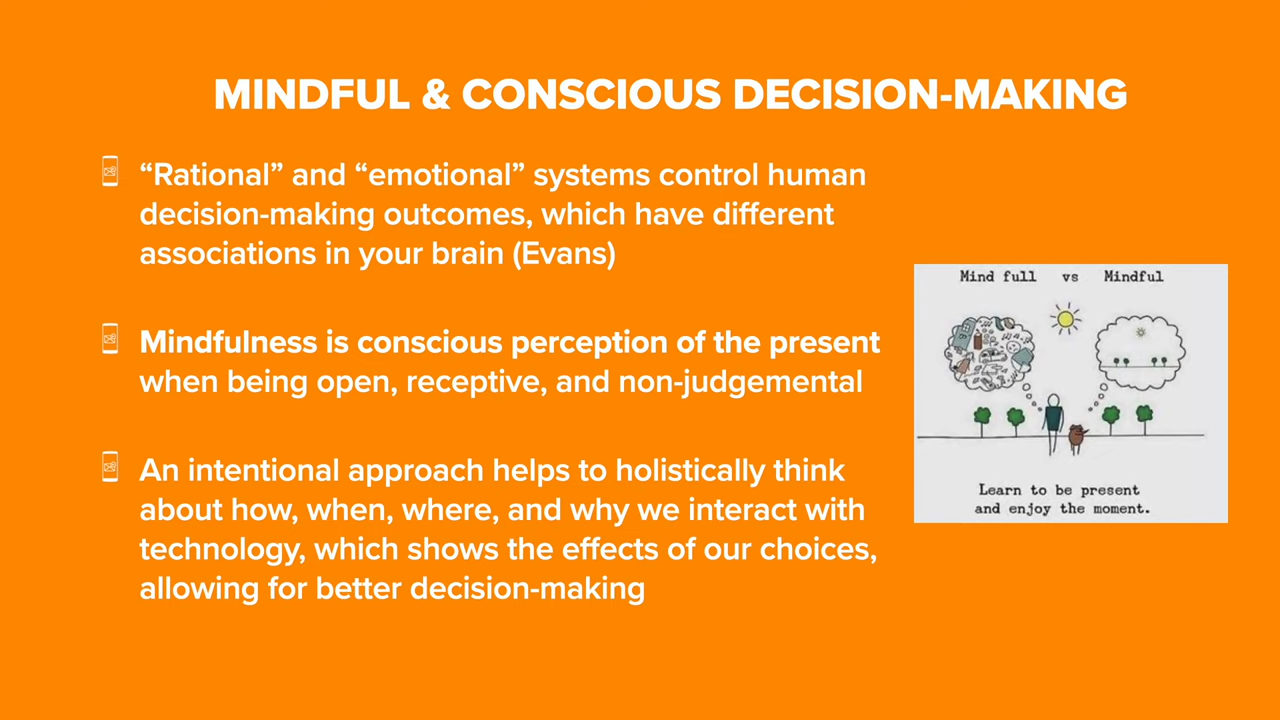 MINDFUL & CONSCIOUS DECISION-MAKING
“Rational” and “emotional” systems control human
decision-making outcomes, which have different
associations in your brain (Evans)
Mindfulness is conscious perception of the present
when being open, receptive, and non-judgemental
An intentional approach helps to holistically think
about how, when, where, and why we interact with
technology, which shows the effects of our choices,
allowing for better decision-making
Mind full vs Mindful
Learn to be present
and enjoy the moment.